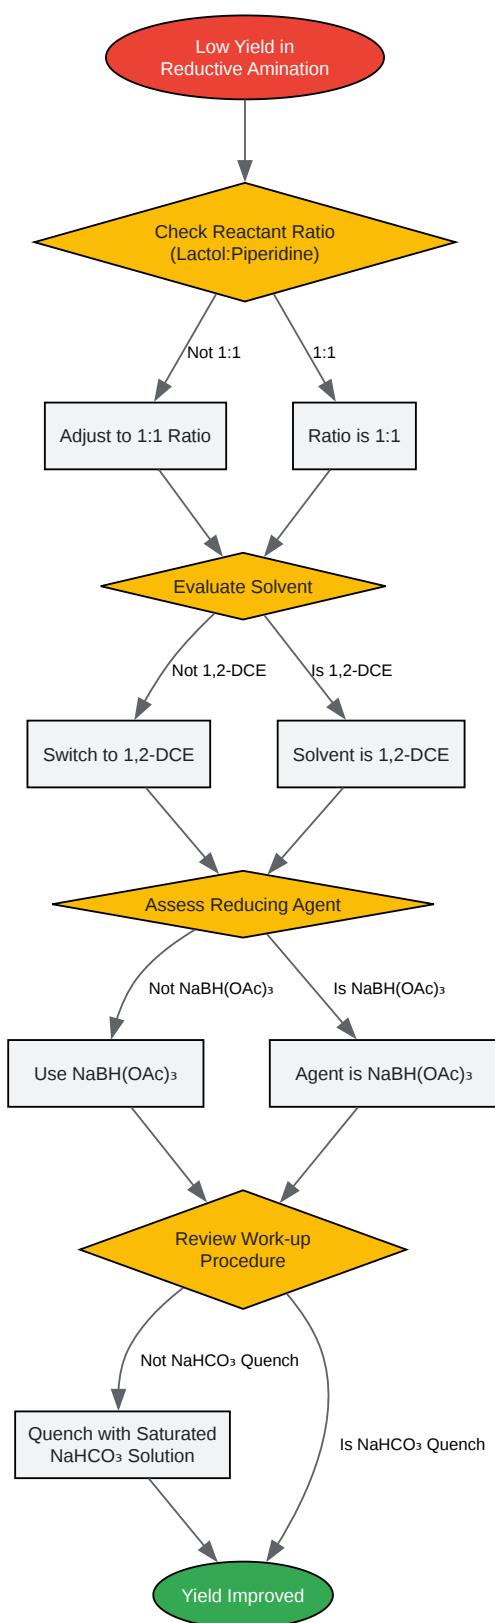 Low Yield in
Reductive Amination
Check Reactant Ratio
(Lactol:Piperidine)
Not 1:1
1:1
Adjust to 1:1 Ratio
Ratio is 1:1
Evaluate Solvent
Not 1,2-DCE
Is 1,2-DCE
Switch to 1,2-DCE
Solvent is 1,2-DCE
Assess Reducing Agent
Not NaBH(OAc)₃
Is NaBH(OAc)₃
Use NaBH(OAc)₃
Agent is NaBH(OAc)₃
Review Work-up
Procedure
Not NaHCO₃ Quench
Quench with Saturated
NaHCO₃ Solution
Is NaHCO₃ Quench
Yield Improved